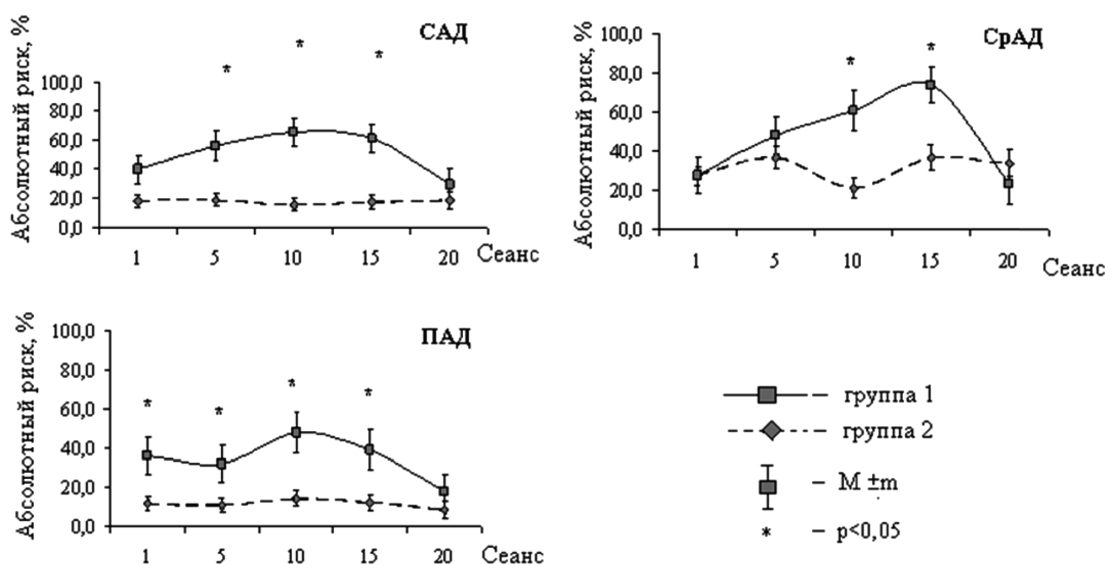 САД
Абсолютный риск, %
100,0
80,0
60,0
40,0
20,0
0,0
*
*
*
1 5 10 15 20 Сеанс
СрАД
Абсолютный риск, %
100,0
80,0
60,0
40,0
20,0
0,0
*
*
1 5 10 15 20 Сеанс
ПАД
Абсолютный риск, %
100,0
80,0
60,0
40,0
20,0
0,0
*
*
*
*
1 5 10 15 20 Сеанс
группа 1
группа 2
– M ±m
* – p<0,05